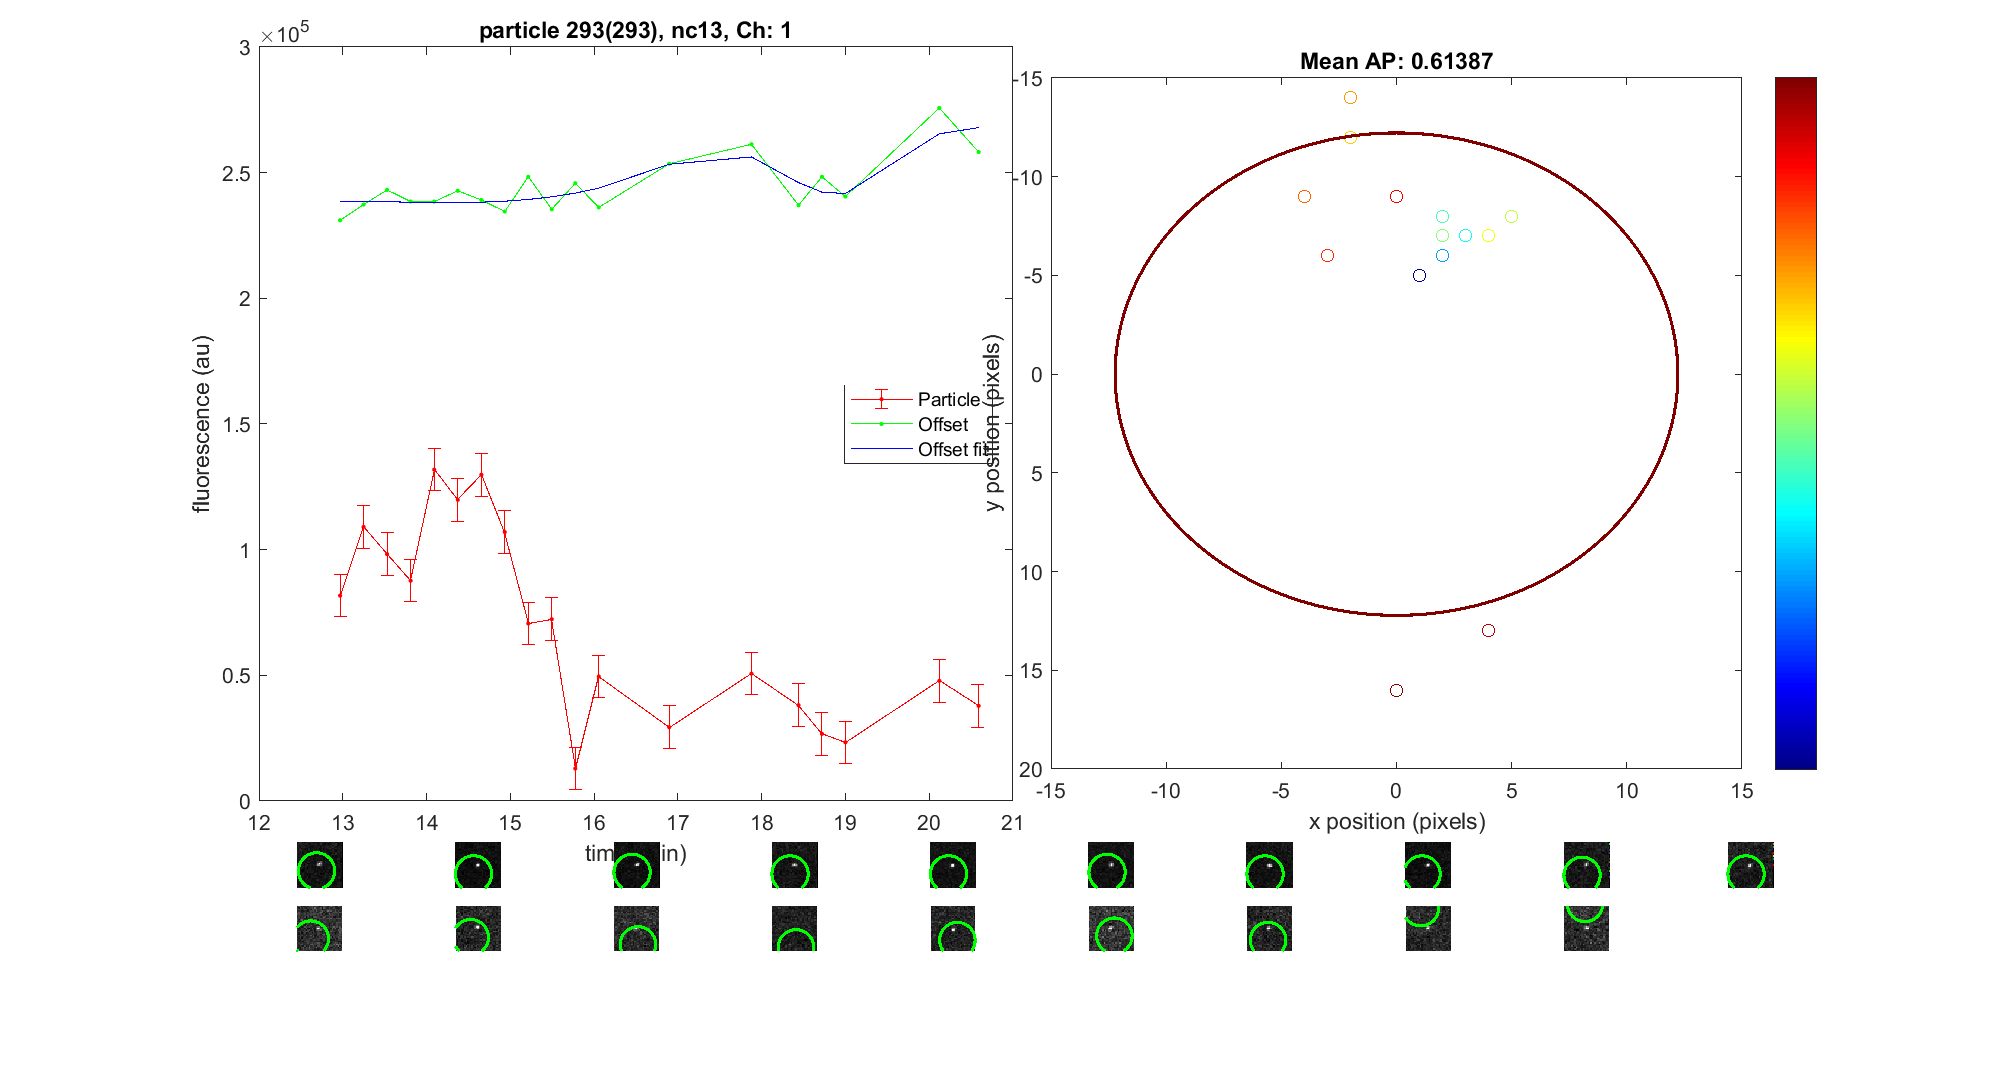 particle 293(293), nc13, Ch: 1
×10^5
3
2.5
2
1.5
1
0.5
0
fluorescence (au)
12 13 14 15 16 17 18 19 20 21
Particle
Offset
Offset fit
Mean AP: 0.61387
-15
-10
-5
0
5
10
15
20
y position (pixels)
-15 -10 -5 0 5 10 15
x position (pixels)